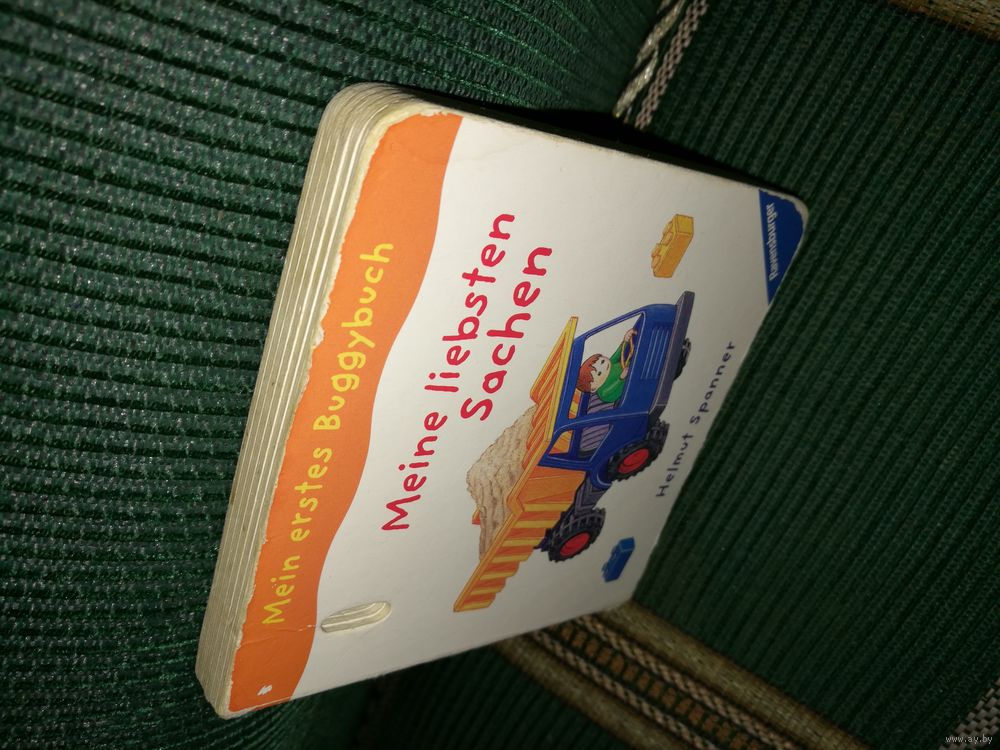 Mein erstes Buggybuch
Meine liebsten
Sachen
Helmut Spanner
Ravensburger
www.ay.by